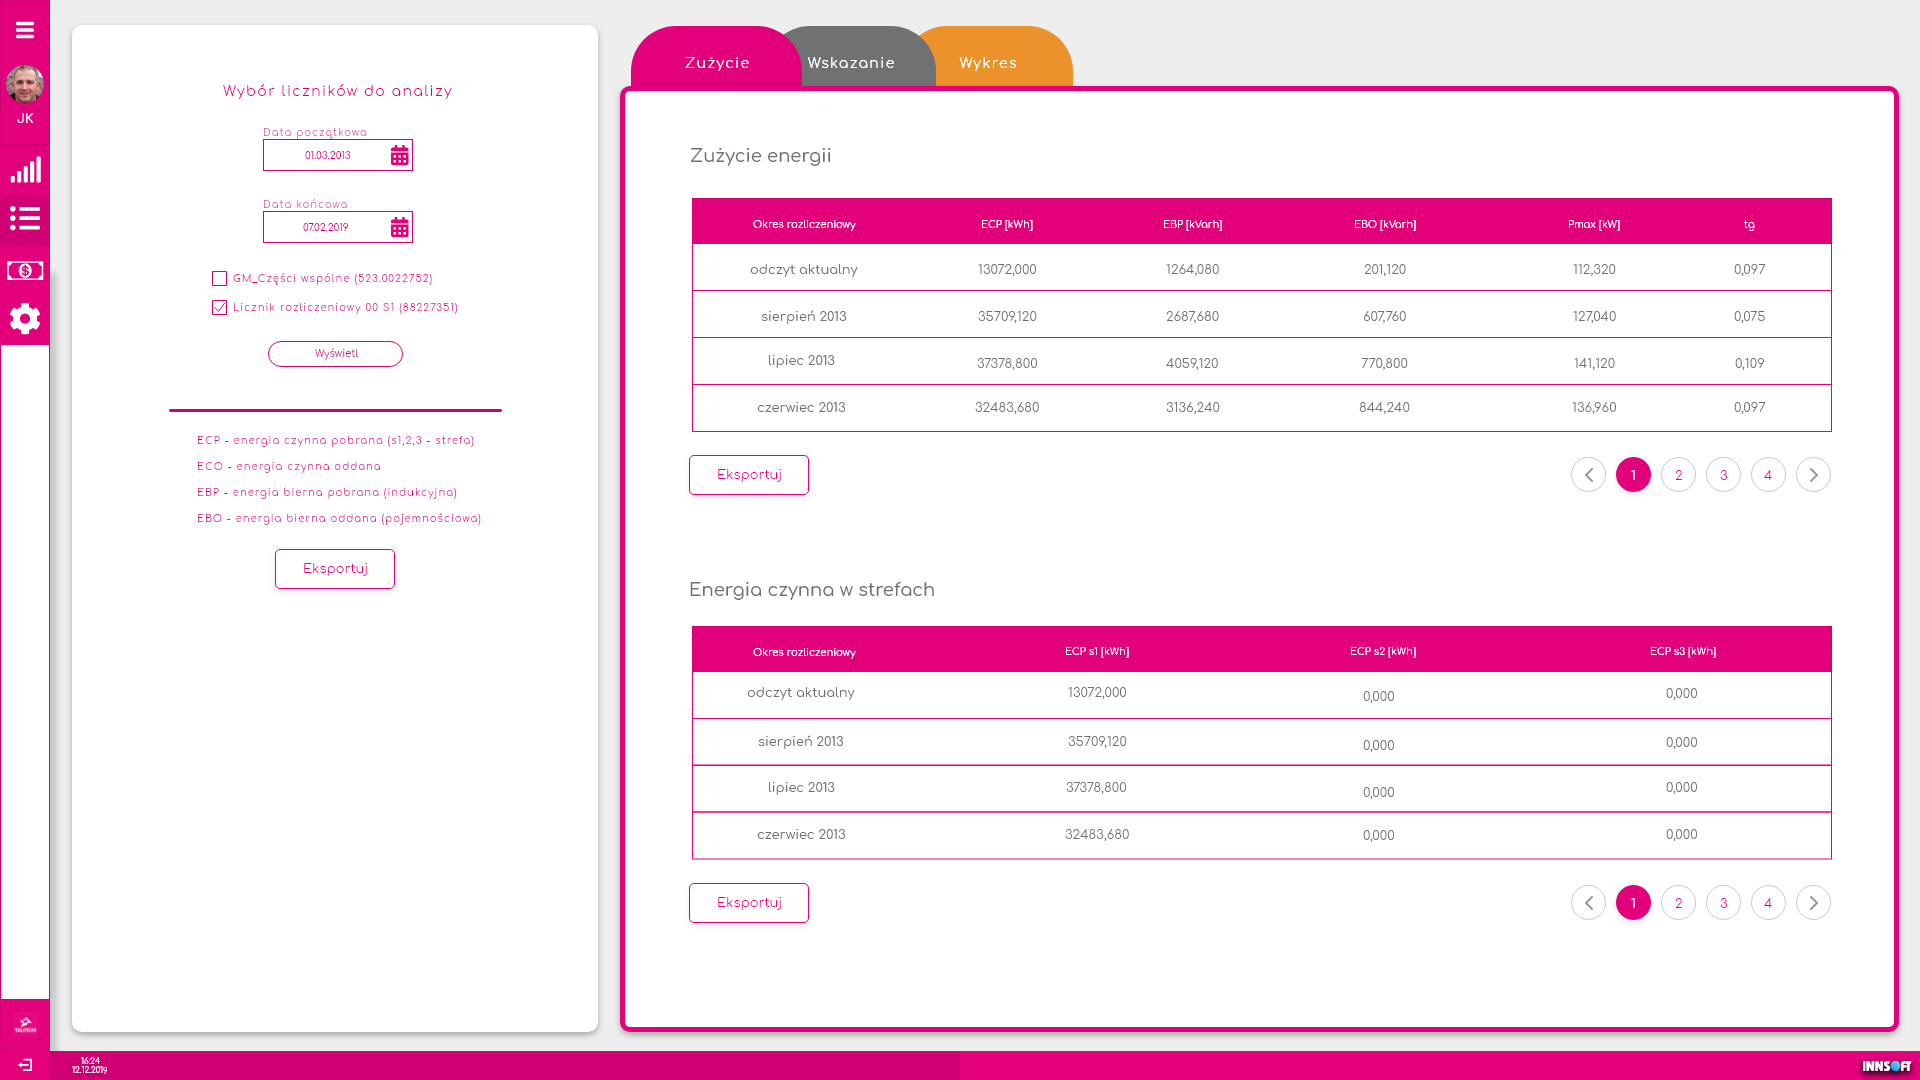 JK
TAURON
Wybór liczników do analizy
Data początkowa
01.03.2013
Data końcowa
07.02.2019
GM_Części wspólne (523.0022752)
Licznik rozliczeniowy 00 S1 (88227351)
Wyświetl
ECP - energia czynna pobrana (s1,2,3 - strefa)
ECO - energia czynna oddana
EBP - energia bierna pobrana (indukcyjna)
EBO - energia bierna oddana (pojemnościowa)
Eksportuj
Zużycie Wskazanie Wykres
Zużycie energii
Okres rozliczeniowy ECP [kWh] EBP [kVarh] EBO [kVarh] Pmax [kW] tg
odczyt aktualny 13072,000 1264,080 201,120 112,320 0,097
sierpień 2013 35709,120 2687,680 607,760 127,040 0,075
lipiec 2013 37378,800 4059,120 770,800 141,120 0,109
czerwiec 2013 32483,680 3136,240 844,240 136,960 0,097
Eksportuj 1 2 3 4
Energia czynna w strefach
Okres rozliczeniowy ECP s1 [kWh] ECP s2 [kWh] ECP s3 [kWh]
odczyt aktualny 13072,000 0,000 0,000
sierpień 2013 35709,120 0,000 0,000
lipiec 2013 37378,800 0,000 0,000
czerwiec 2013 32483,680 0,000 0,000
Eksportuj 1 2 3 4
16:24
12.12.2019
INNSOFT